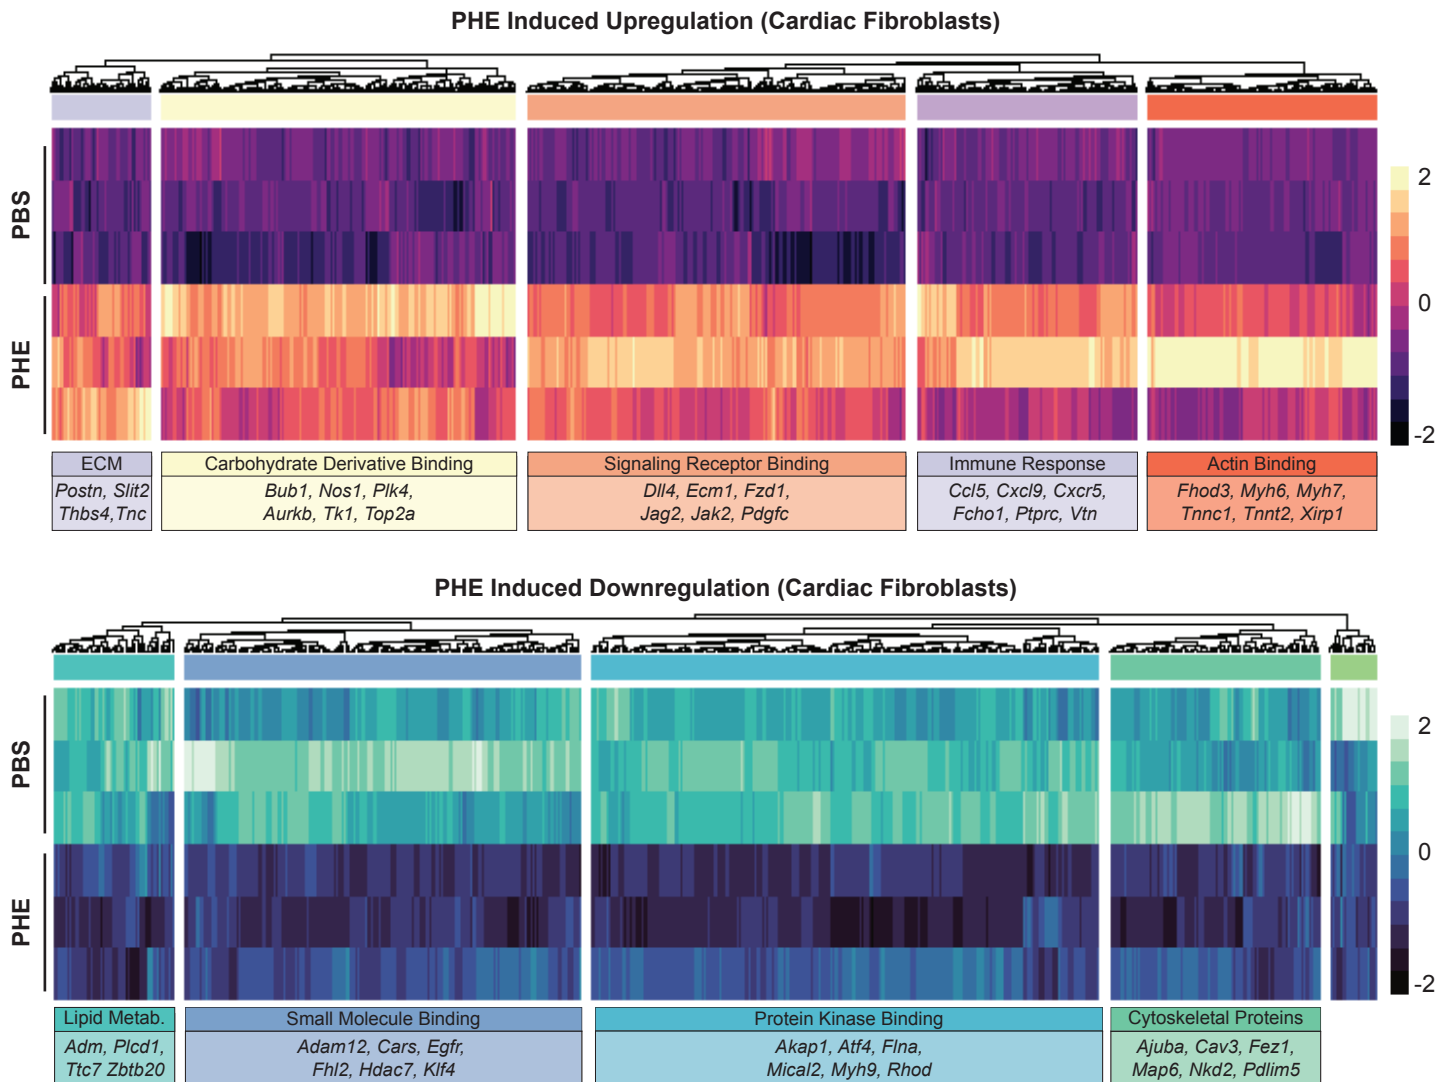 PHE Induced Upregulation (Cardiac Fibroblasts)
PBS
PHE
2
0
-2
ECM
Postn, Slit2
Thbs4,Tnc
Carbohydrate Derivative Binding
Bub1, Nos1, Plk4,
Aurkb, Tk1, Top2a
Signaling Receptor Binding
Dll4, Ecm1, Fzd1,
Jag2, Jak2, Pdgfc
Immune Response
Ccl5, Cxcl9, Cxcr5,
Fcho1, Ptprc, Vtn
Actin Binding
Fhod3, Myh6, Myh7,
Tnnc1, Tnnt2, Xirp1
PHE Induced Downregulation (Cardiac Fibroblasts)
PBS
PHE
2
0
-2
Lipid Metab.
Adm, Plcd1,
Ttc7 Zbtb20
Small Molecule Binding
Adam12, Cars, Egfr,
Fhl2, Hdac7, Klf4
Protein Kinase Binding
Akap1, Atf4, Flna,
Mical2, Myh9, Rhod
Cytoskeletal Proteins
Ajuba, Cav3, Fez1,
Map6, Nkd2, Pdlim5